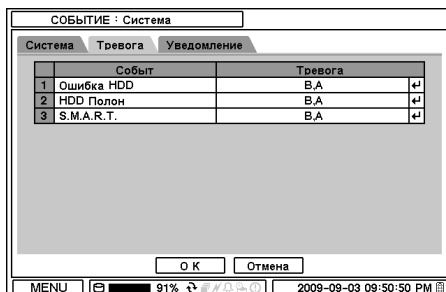 СОБЫТИЕ : Система
Система Тревога Уведомление
Событ Тревога
1 Ошибка HDD B,A
2 HDD Полон B,A
3 S.M.A.R.T. B,A
O K Отмена
MENU 91% 2009-09-03 09:50:50 PM